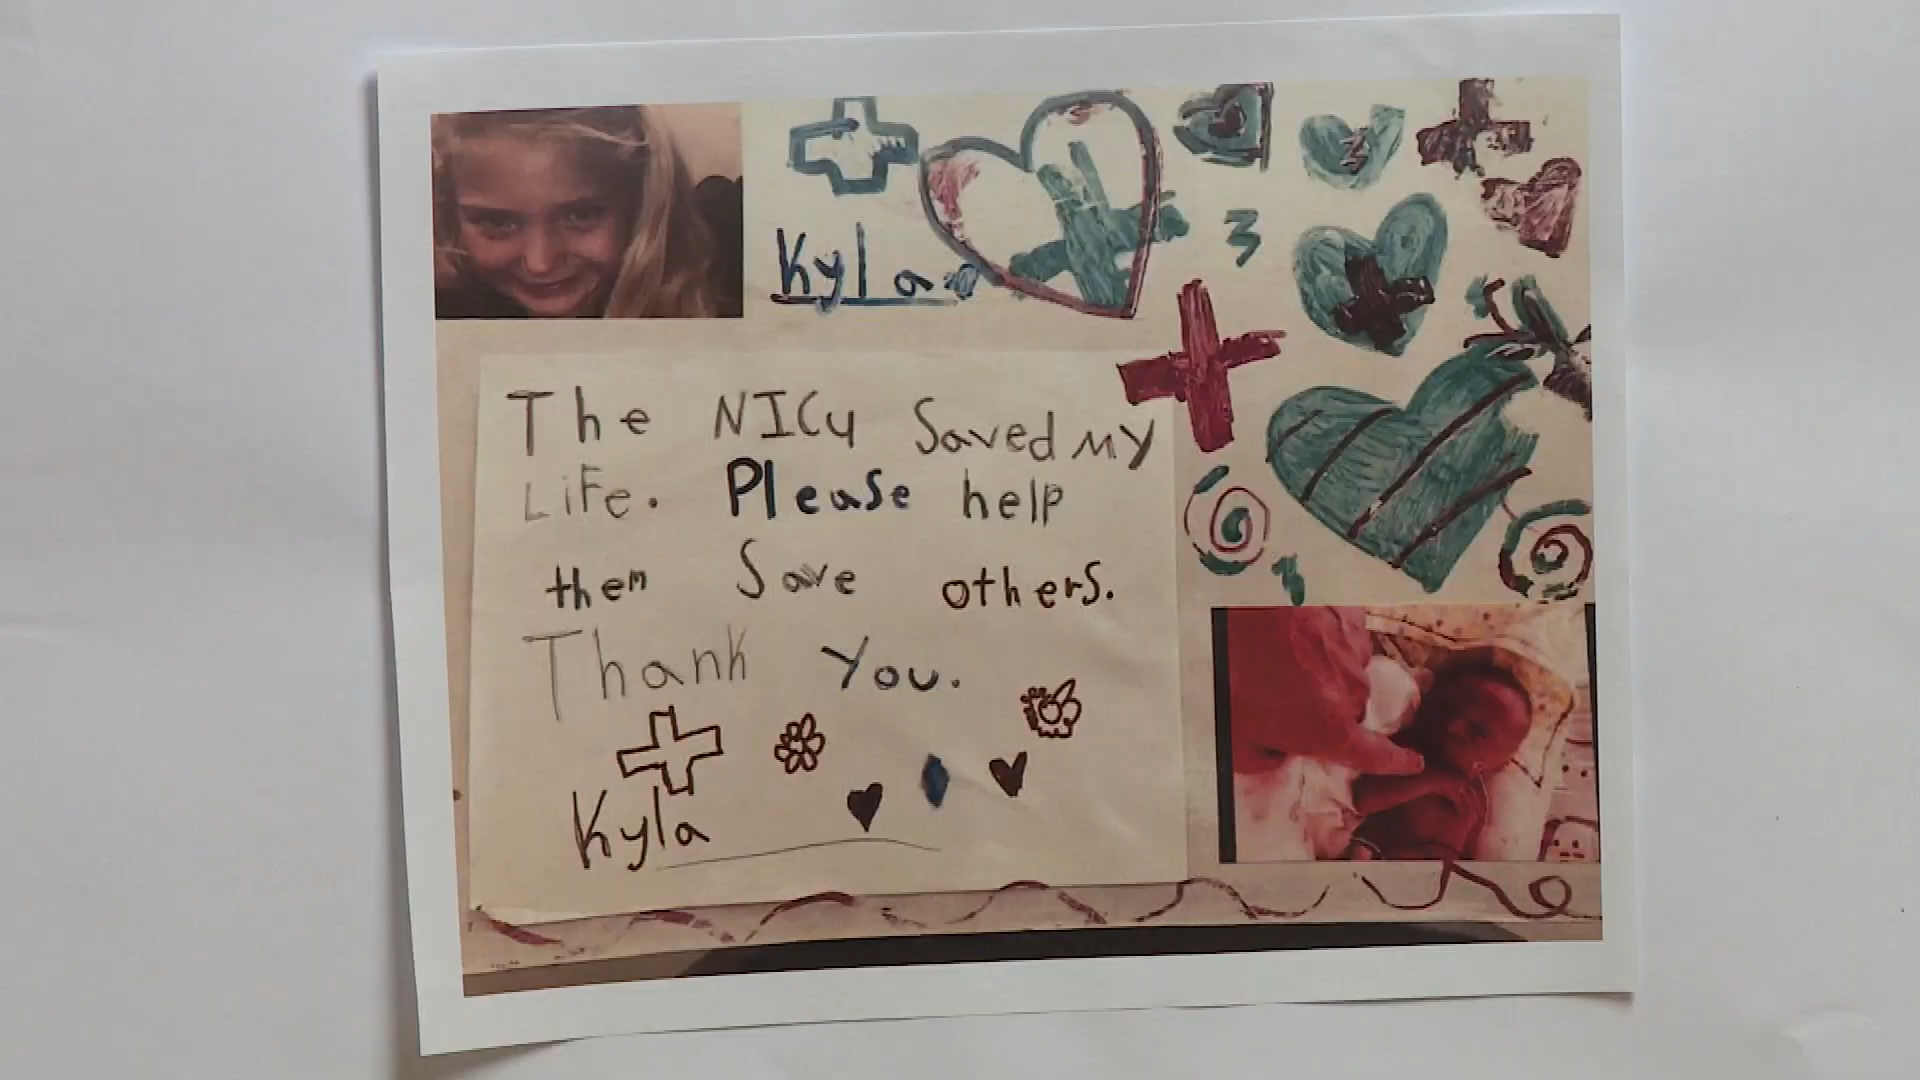 Kyla
The NICU Saved My
Life. Please help
them Save others.
Thank You.
Kyla